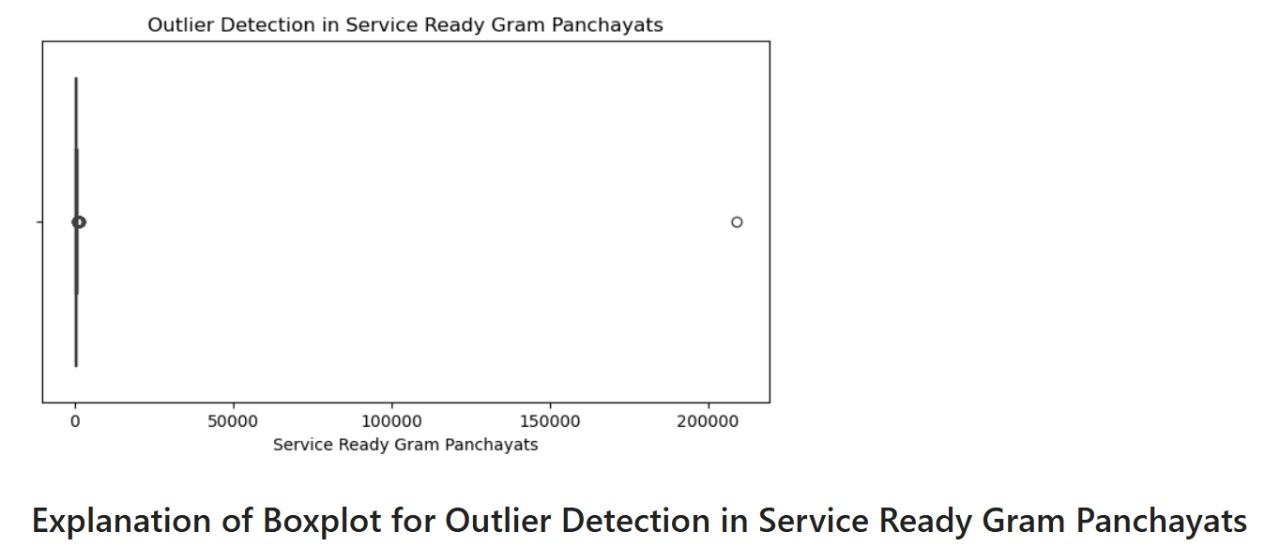 Outlier Detection in Service Ready Gram Panchayats
0 50000 100000 150000 200000
Service Ready Gram Panchayats
Explanation of Boxplot for Outlier Detection in Service Ready Gram Panchayats